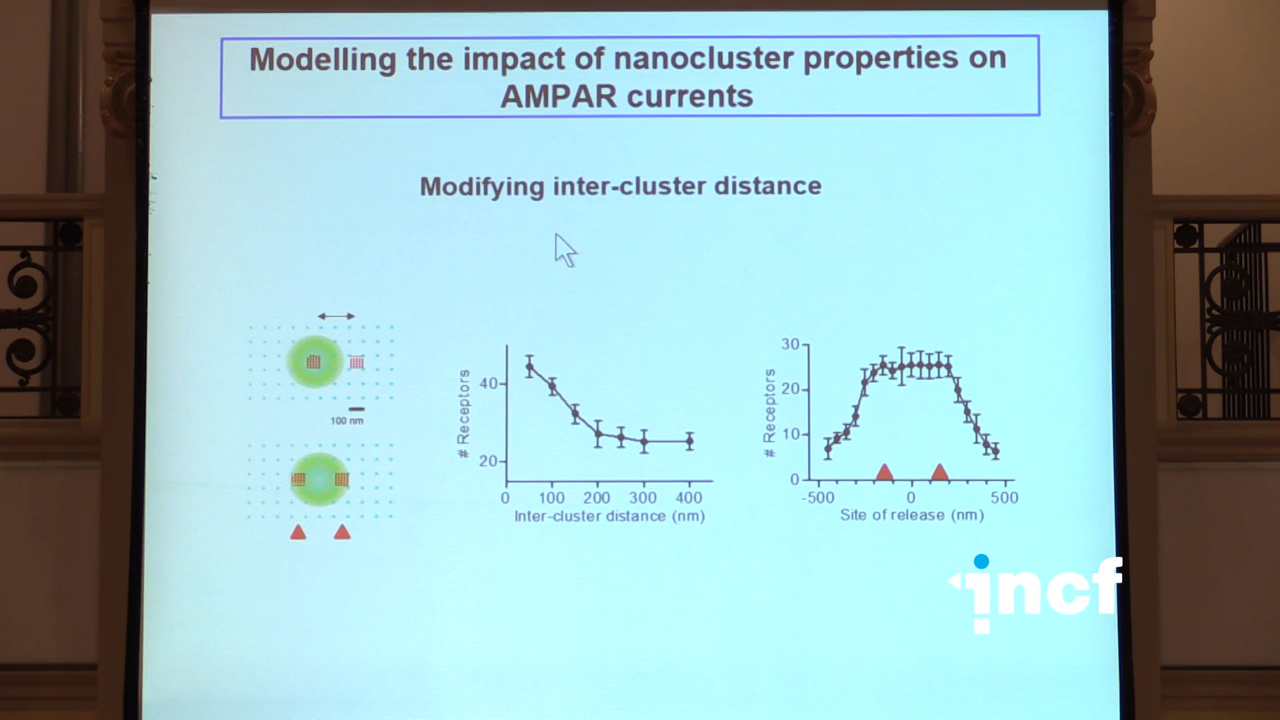 Modelling the impact of nanocluster properties on
AMPAR currents
Modifying inter-cluster distance
100 nm
# Receptors
40
20
0
100
200
300
400
Inter-cluster distance (nm)
# Receptors
30
20
10
0
-500
0
500
Site of release (nm)
incf